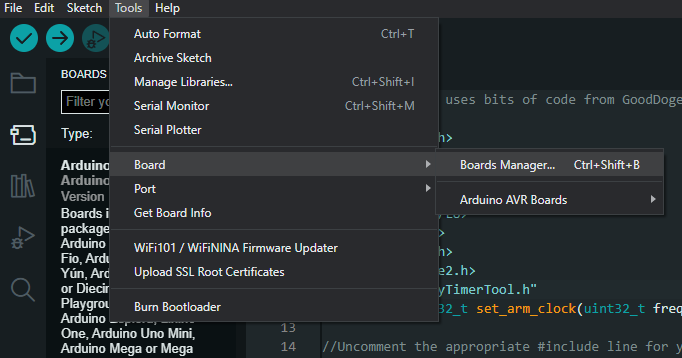 File Edit Sketch Tools Help
Auto Format Ctrl+T
Archive Sketch
Manage Libraries... Ctrl+Shift+I
Serial Monitor Ctrl+Shift+M
Serial Plotter
Board
Port
Get Board Info
WiFi101 / WiFiNINA Firmware Updater
Upload SSL Root Certificates
Burn Bootloader
Boards Manager... Ctrl+Shift+B
Arduino AVR Boards
BOARDS
Filter yo
Type:
Arduino
Arduino
Version
Boards i
package
Arduino
Fio, Ardu
Yún, Ard
or Diecim
Playgrou
One, Arduino Uno Mini,
Arduino Mega or Mega
uses bits of code from GoodDoge
h>
h>
e2.h>
yTimerTool.h"
32_t set_arm_clock(uint32_t freq
13
14 //Uncomment the appropriate #include line for y